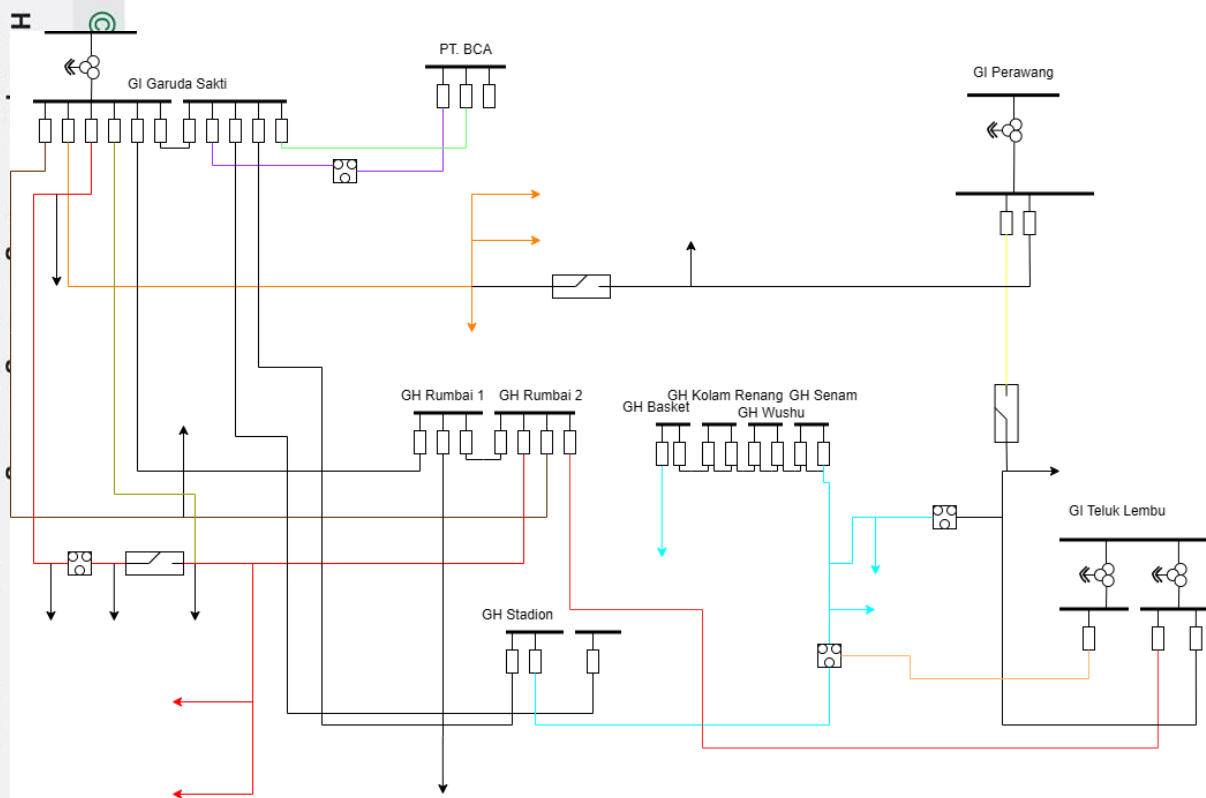 H
PT. BCA
GI Perawang
GI Garuda Sakti
GH Rumbai 1
GH Rumbai 2
GH Kolam Renang
GH Senam
GH Basket
GH Wushu
GI Teluk Lembu
GH Stadion